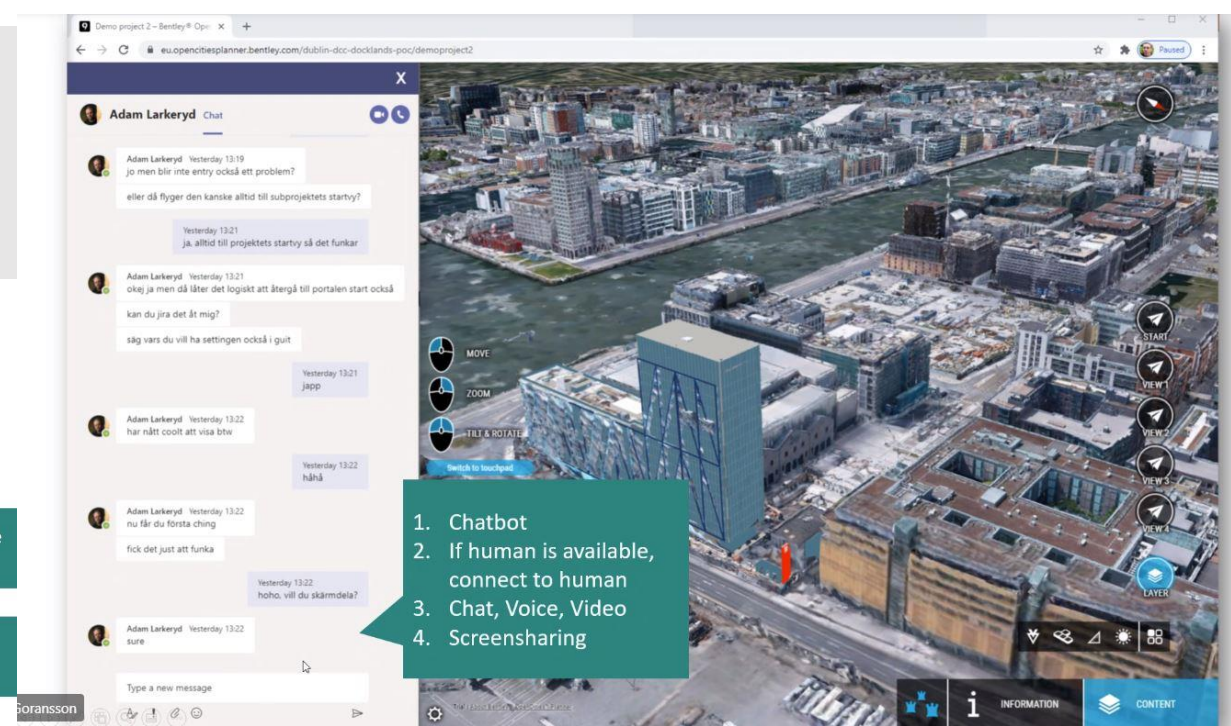 Demo project 2 – Bentley® Ope
eu.opencitiesplanner.bentley.com/dublin-dcc-docklands-poc/demoproject2
Paused
X
Adam Larkeryd Chat
Adam Larkeryd Yesterday 13:19
jo men blir inte entry också ett problem?
eller då flyger den kanske alltid till subprojektets startvy?
Yesterday 13:21
ja, alltid till projektets startvy så det funkar
Adam Larkeryd Yesterday 13:21
okej ja men då låter det logiskt att återgå till portalen start också
kan du jira det åt mig?
säg vars du vill ha settingen också i guit
Yesterday 13:21
japp
Adam Larkeryd Yesterday 13:22
har nått coolt att visa btw
Yesterday 13:22
håhå
Adam Larkeryd Yesterday 13:22
nu får du första ching
fick det just att funka
Yesterday 13:22
hoho, vill du skärmdela?
Adam Larkeryd Yesterday 13:22
sure
Type a new message
Goransson
MOVE
ZOOM
TILT & ROTATE
Switch to touchpad
1. Chatbot
2. If human is available,
connect to human
3. Chat, Voice, Video
4. Screensharing
START
VIEW 1
VIEW 2
VIEW 3
VIEW 4
LAYER
INFORMATION
CONTENT